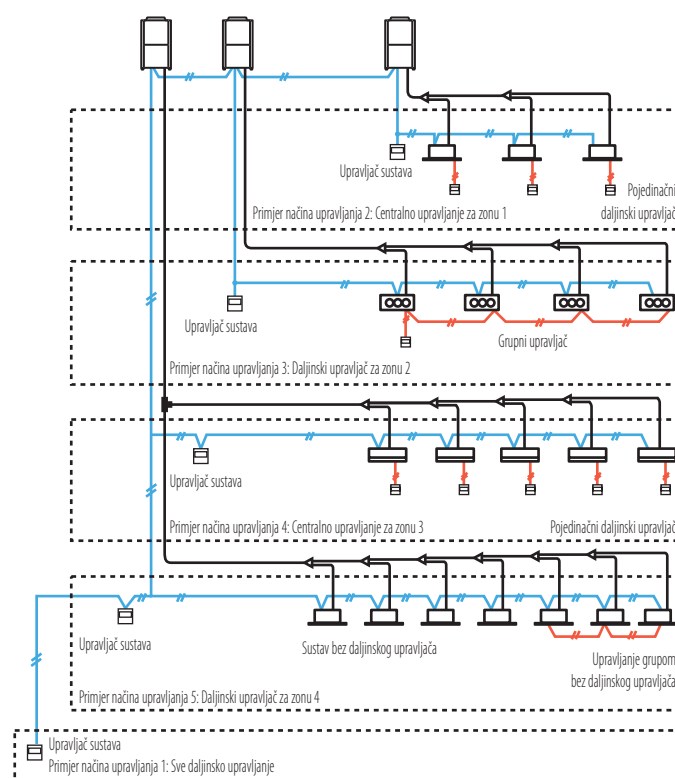 Upravljač sustava
Pojedinačni
Primjer načina upravljanja 2: Centralno upravljanje za zonu 1
daljinski upravljač
Upravljač sustava
Grupni upravljač
Primjer načina upravljanja 3: Daljinski upravljač za zonu 2
Upravljač sustava
Primjer načina upravljanja 4: Centralno upravljanje za zonu 3
Pojedinačni daljinski upravljač
Upravljač sustava
Sustav bez daljinskog upravljača
Upravljanje grupom
bez daljinskog upravljača
Primjer načina upravljanja 5: Daljinski upravljač za zonu 4
Upravljač sustava
Primjer načina upravljanja 1: Sve daljinsko upravljanje